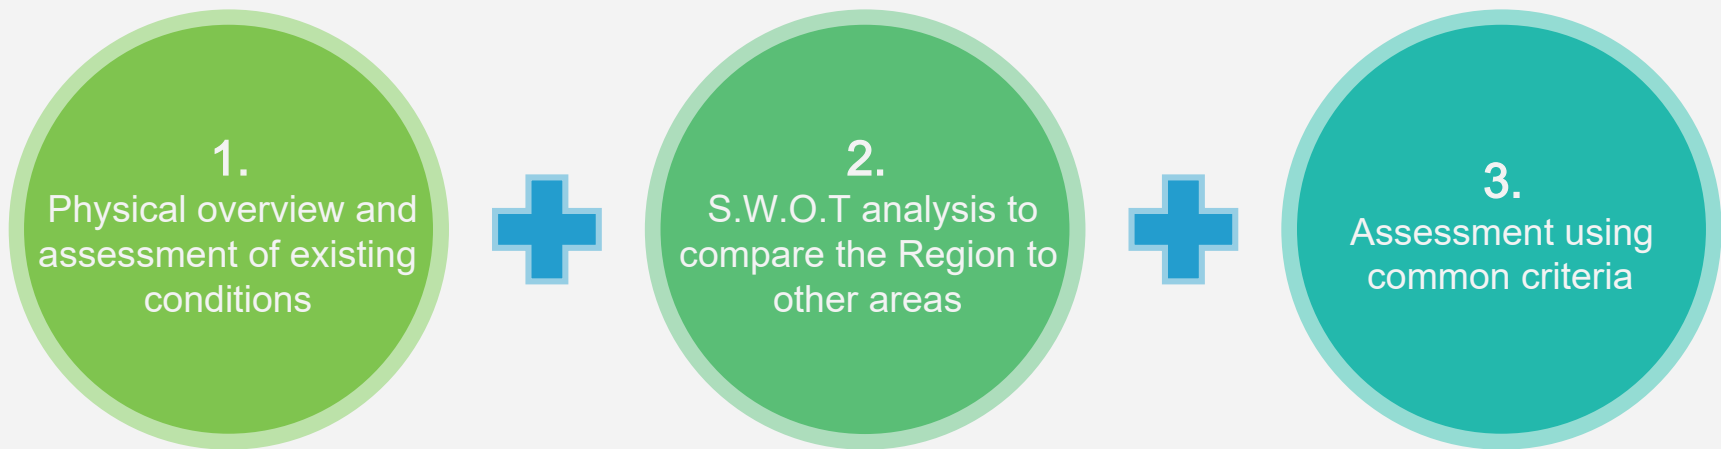 1.
Physical overview and
assessment of existing
conditions
2.
S.W.O.T analysis to
compare the Region to
other areas
3.
Assessment using
common criteria